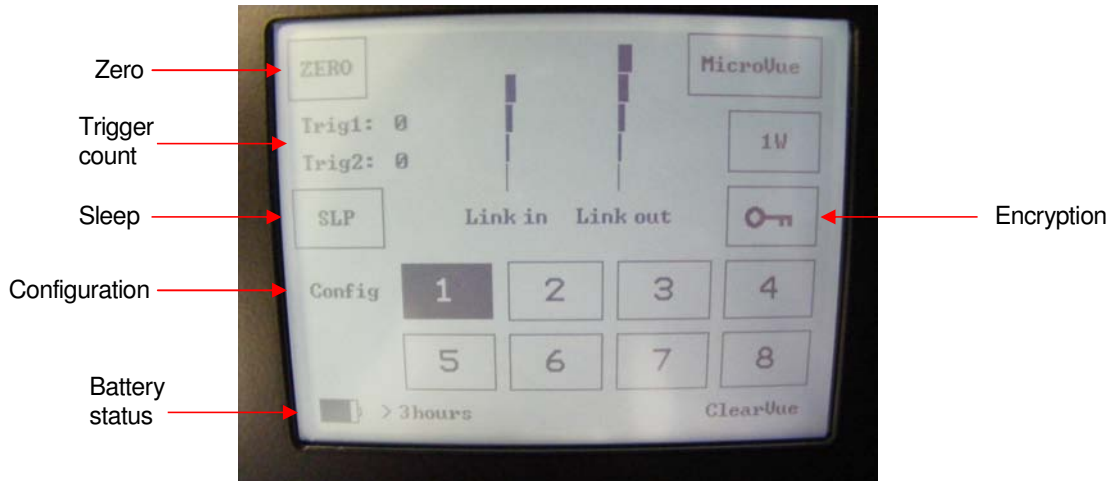 Zero
ZERO
MicroVue
Trigger
count
Trig1: 0
Trig2: 0
1W
Sleep
SLP
Link in
Link out
Encryption
Configuration
Config
1
2
3
4
5
6
7
8
Battery
status
> 3hours
ClearVue